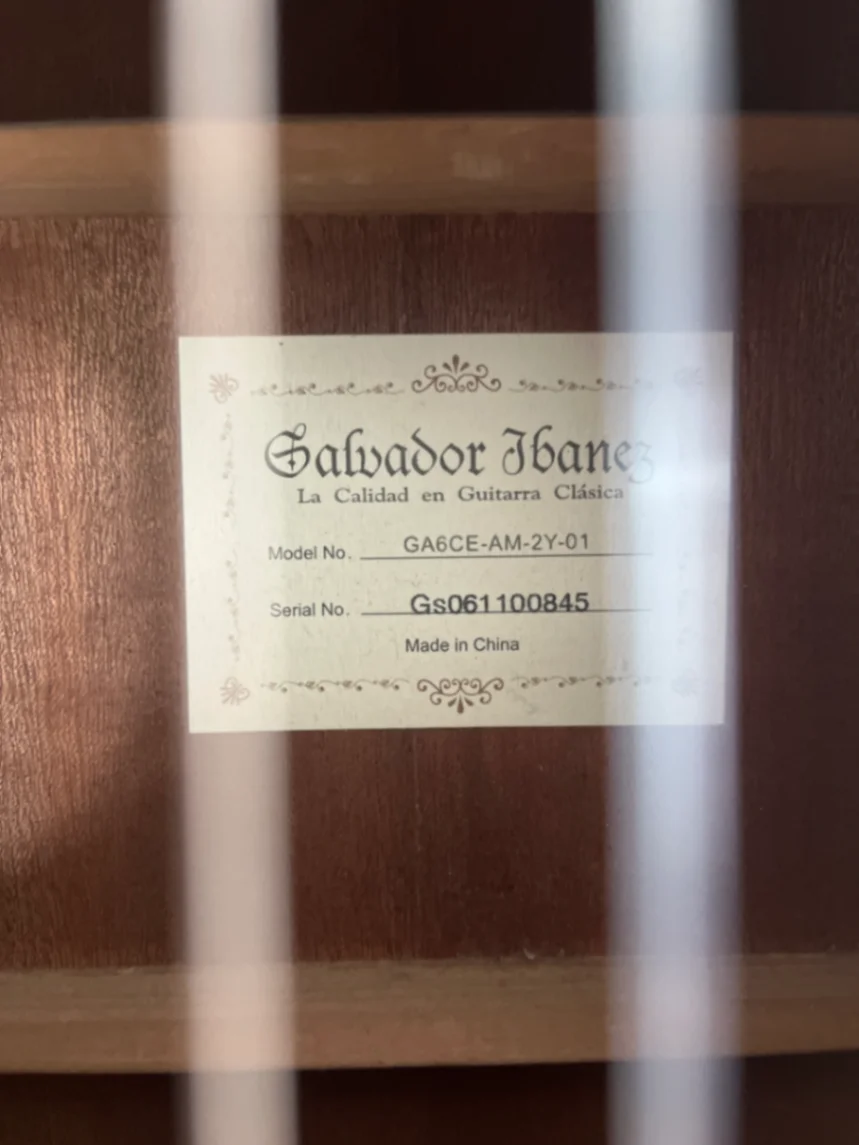 Salvador Ibanez
La Calidad en Guitarra Clásica
Model No. GA6CE-AM-2Y-01
Serial No. Gs061100845
Made in China